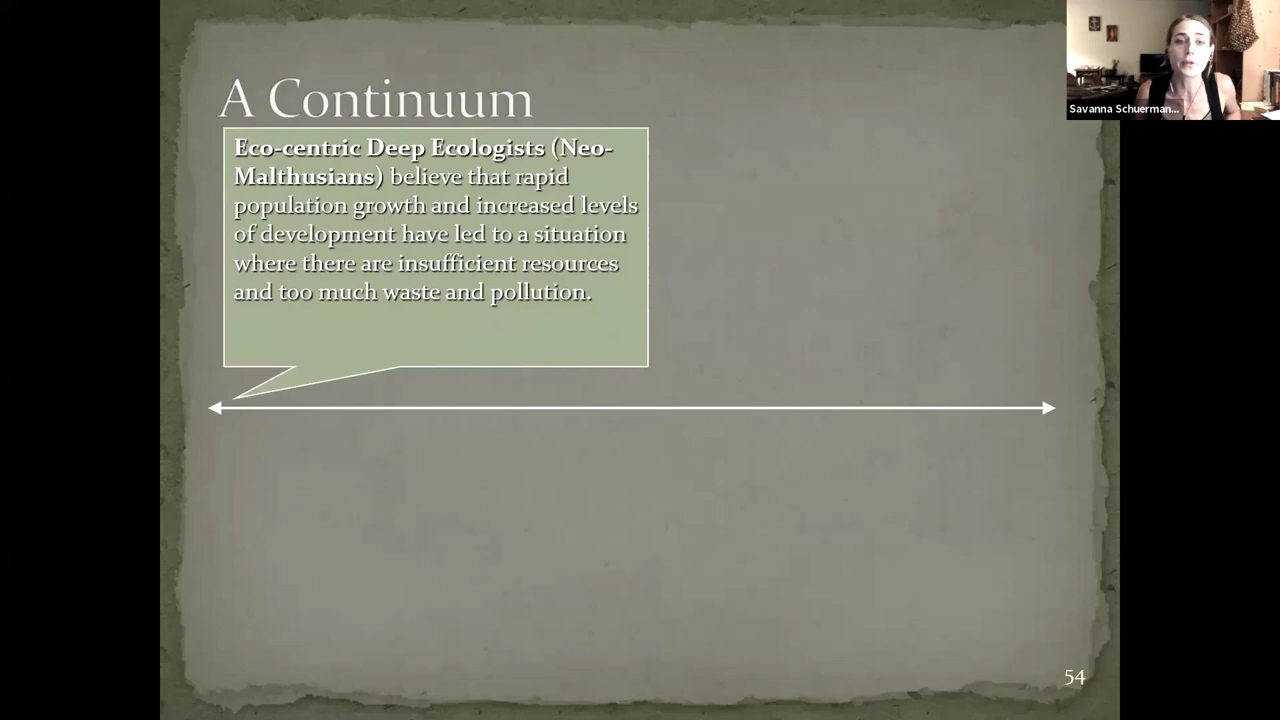 A Continuum
Eco-centric Deep Ecologists (Neo-
Malthusians) believe that rapid
population growth and increased levels
of development have led to a situation
where there are insufficient resources
and too much waste and pollution.
Savanna Schuerman...
54